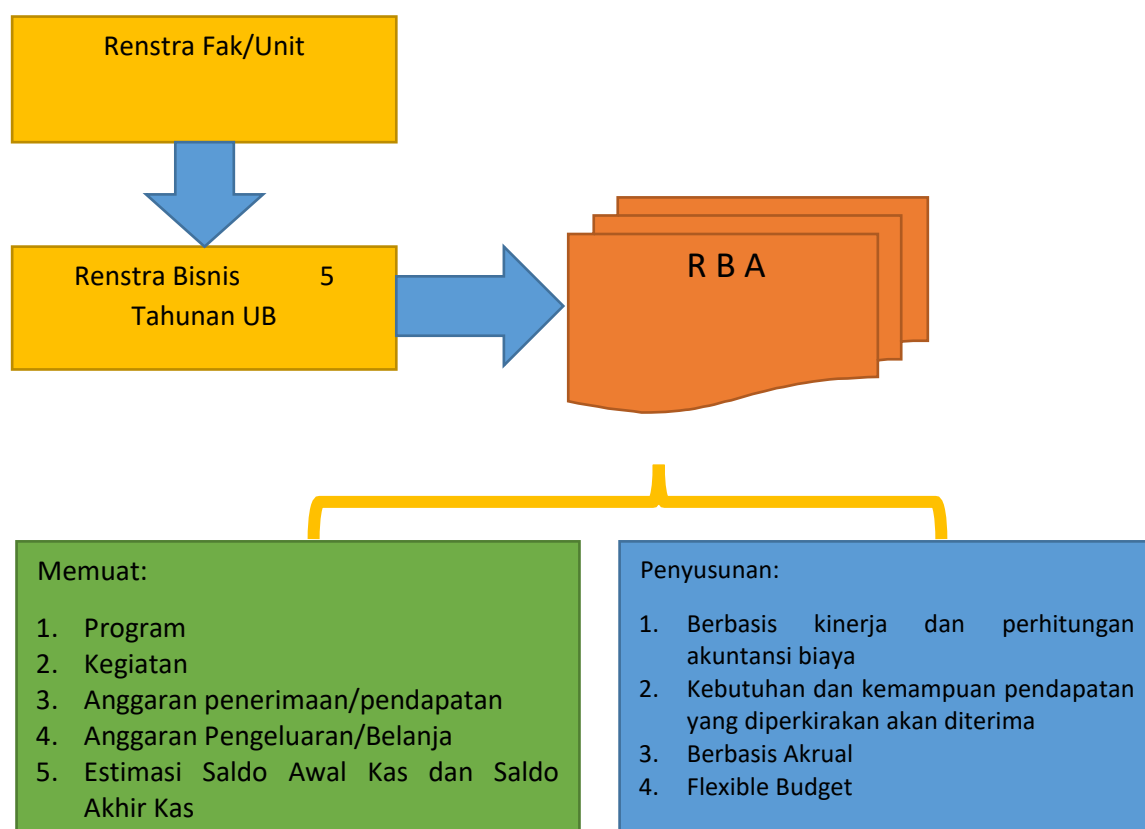 Renstra Fak/Unit
Renstra Bisnis 5
Tahunan UB
R B A
Memuat:
1. Program
2. Kegiatan
3. Anggaran penerimaan/pendapatan
4. Anggaran Pengeluaran/Belanja
5. Estimasi Saldo Awal Kas dan Saldo
Akhir Kas
Penyusunan:
1. Berbasis kinerja dan perhitungan
akuntansi biaya
2. Kebutuhan dan kemampuan pendapatan
yang diperkirakan akan diterima
3. Berbasis Akrual
4. Flexible Budget